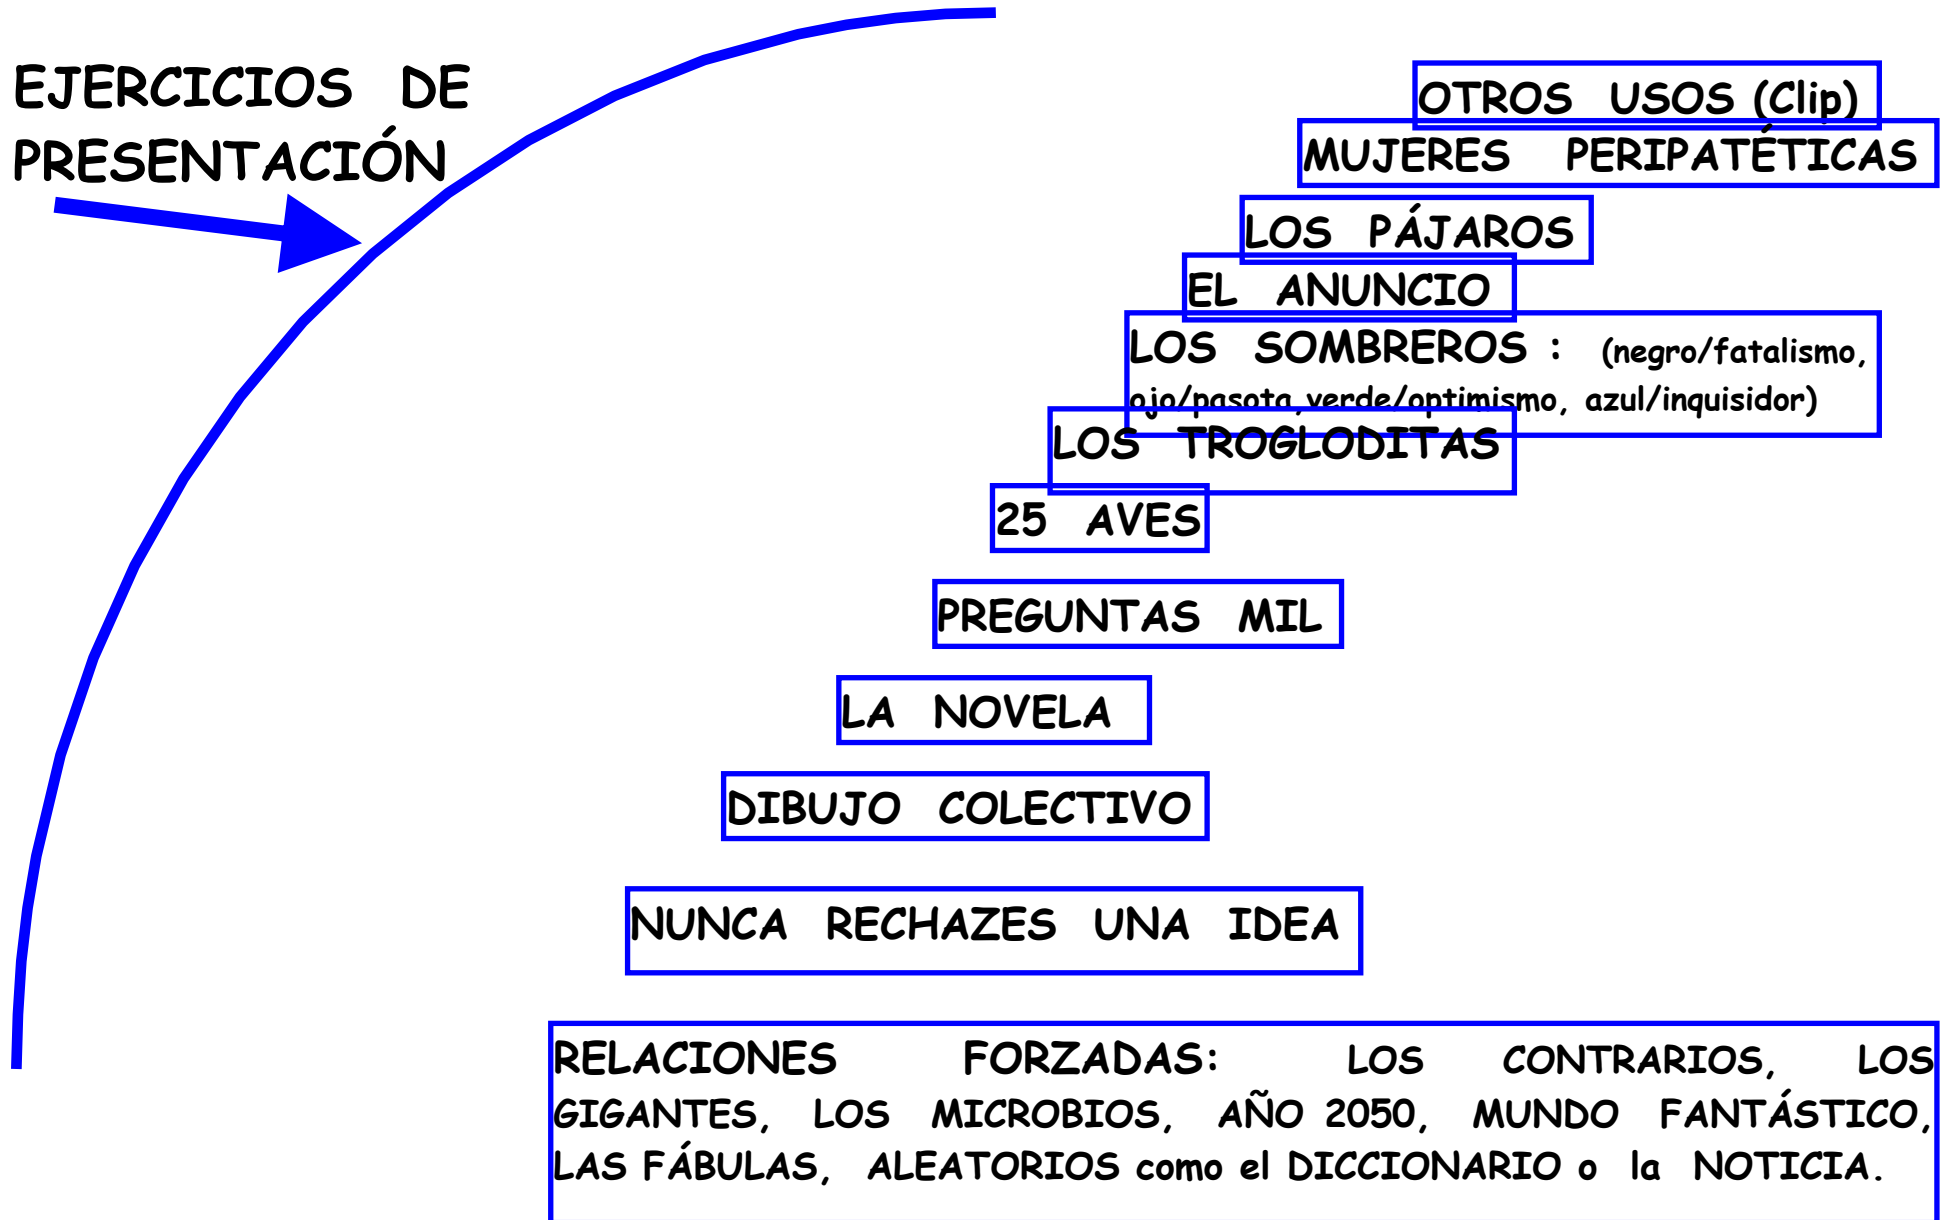 EJERCICIOS DE
PRESENTACIÓN
OTROS USOS (Clip)
MUJERES PERIPATÉTICAS
LOS PÁJAROS
EL ANUNCIO
LOS SOMBREROS : (negro/fatalismo,
ojo/pasota,verde/optimismo, azul/inquisidor)
LOS TROGLODITAS
25 AVES
PREGUNTAS MIL
LA NOVELA
DIBUJO COLECTIVO
NUNCA RECHAZES UNA IDEA
RELACIONES FORZADAS: LOS CONTRARIOS, LOS
GIGANTES, LOS MICROBIOS, AÑO 2050, MUNDO FANTÁSTICO,
LAS FÁBULAS, ALEATORIOS como el DICCIONARIO o la NOTICIA.